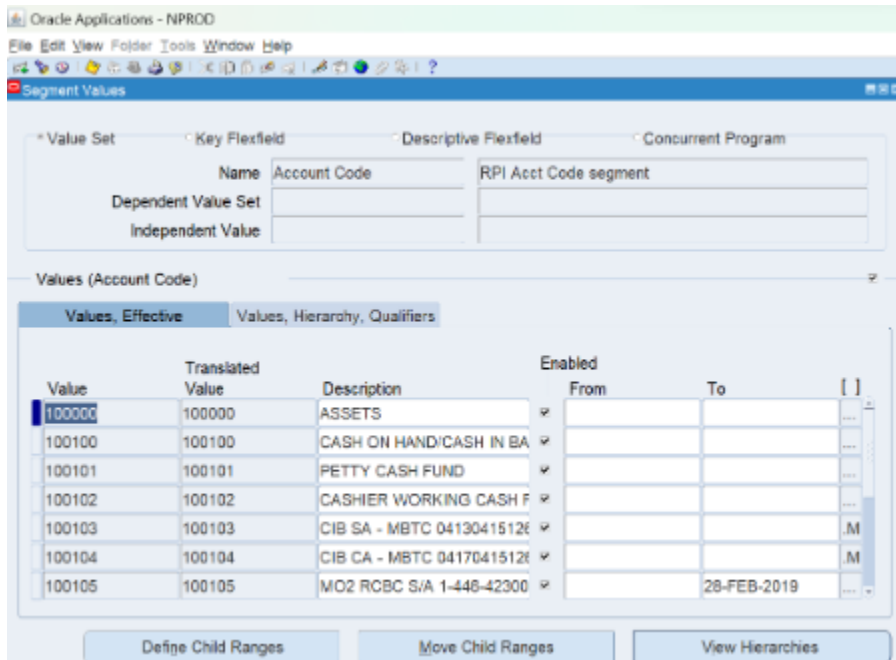 Oracle Applications - NPROD
File Edit View Folder Tools Window Help
Segment Values
Value Set Key Flexfield Descriptive Flexfield Concurrent Program
Name Account Code RPI Acct Code segment
Dependent Value Set
Independent Value
Values (Account Code)
Values, Effective Values, Hierarchy, Qualifiers
Enabled
Translated
Value Value Description From To [ ]
100000 100000 ASSETS ...
100100 100100 CASH ON HAND/CASH IN BA ...
100101 100101 PETTY CASH FUND ...
100102 100102 CASHIER WORKING CASH F ...
100103 100103 CIB SA - MBTC 04130415126 .M
100104 100104 CIB CA - MBTC 04170415126 .M
100105 100105 MO2 RCBC S/A 1-446-42300 28-FEB-2019 ...
Define Child Ranges Move Child Ranges View Hierarchies